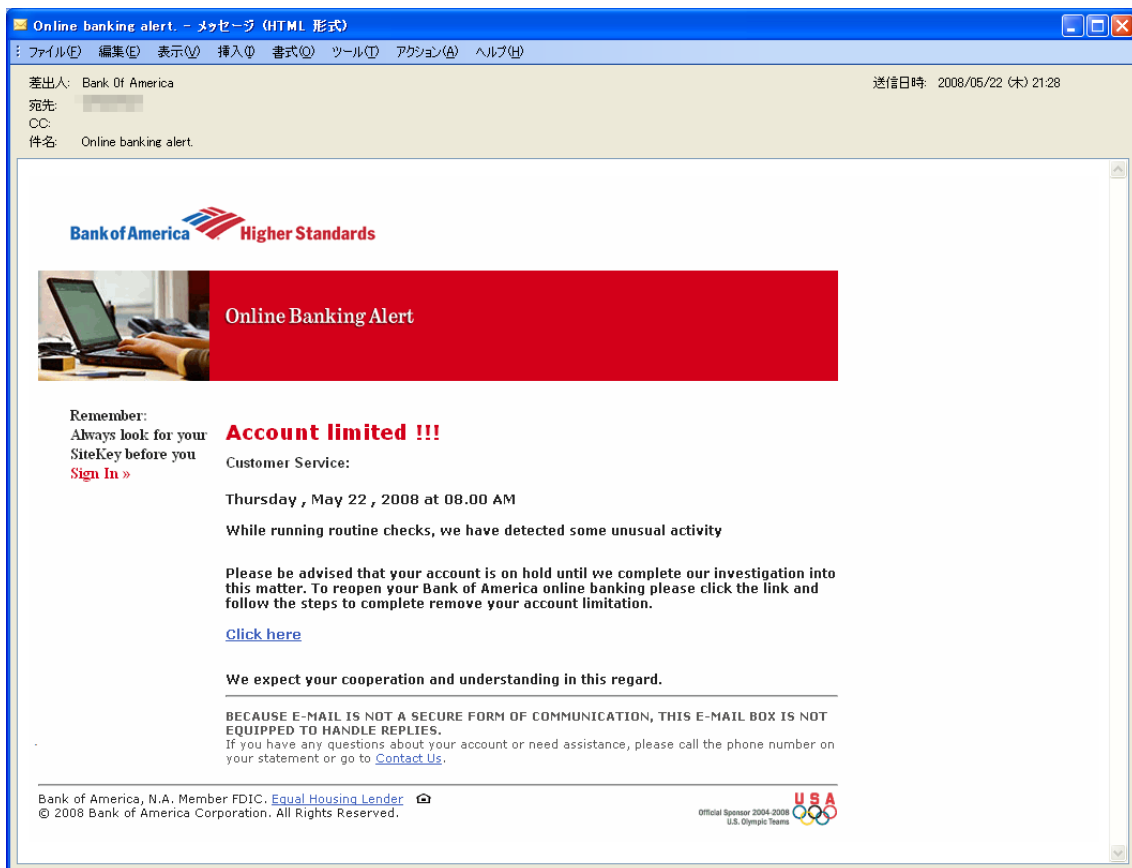 Online banking alert. - メッセージ (HTML 形式)
ファイル(F) 編集(E) 表示(V) 挿入(I) 書式(O) ツール(T) アクション(A) ヘルプ(H)
差出人: Bank Of America 送信日時: 2008/05/22 (木) 21:28
宛先:
CC:
件名: Online banking alert.
Bank of America Higher Standards
Online Banking Alert
Remember:
Always look for your
SiteKey before you
Sign In »
Account limited !!!
Customer Service:
Thursday , May 22 , 2008 at 08.00 AM
While running routine checks, we have detected some unusual activity
Please be advised that your account is on hold until we complete our investigation into
this matter. To reopen your Bank of America online banking please click the link and
follow the steps to complete remove your account limitation.
Click here
We expect your cooperation and understanding in this regard.
BECAUSE E-MAIL IS NOT A SECURE FORM OF COMMUNICATION, THIS E-MAIL BOX IS NOT
EQUIPPED TO HANDLE REPLIES.
If you have any questions about your account or need assistance, please call the phone number on
your statement or go to Contact Us.
Bank of America, N.A. Member FDIC. Equal Housing Lender
© 2008 Bank of America Corporation. All Rights Reserved.
USA
Official Sponsor 2004-2008
U.S. Olympic Teams